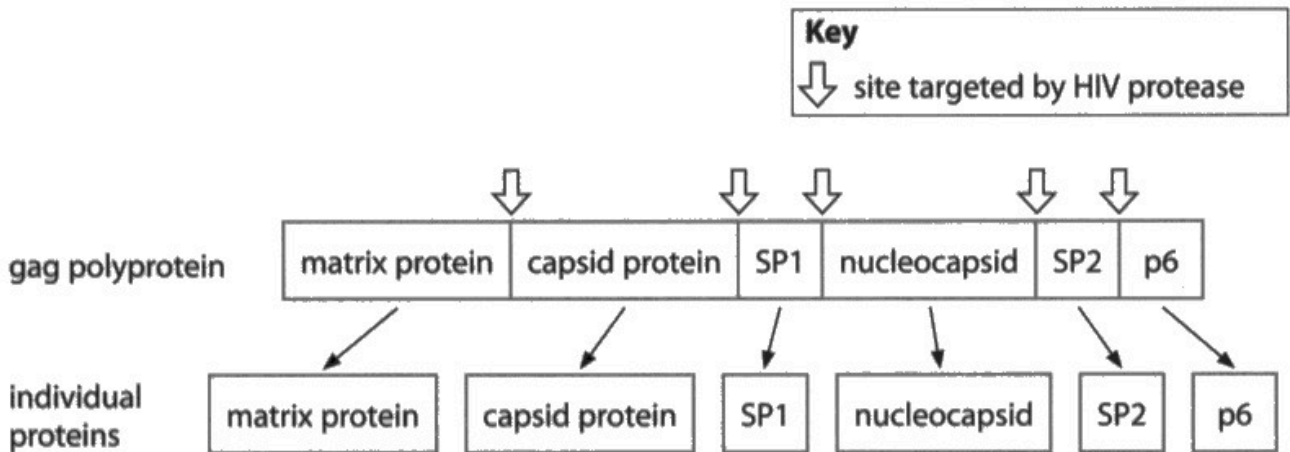 Key
site targeted by HIV protease
gag polyprotein
matrix protein capsid protein SP1 nucleocapsid SP2 p6
individual
proteins
matrix protein capsid protein SP1 nucleocapsid SP2 p6